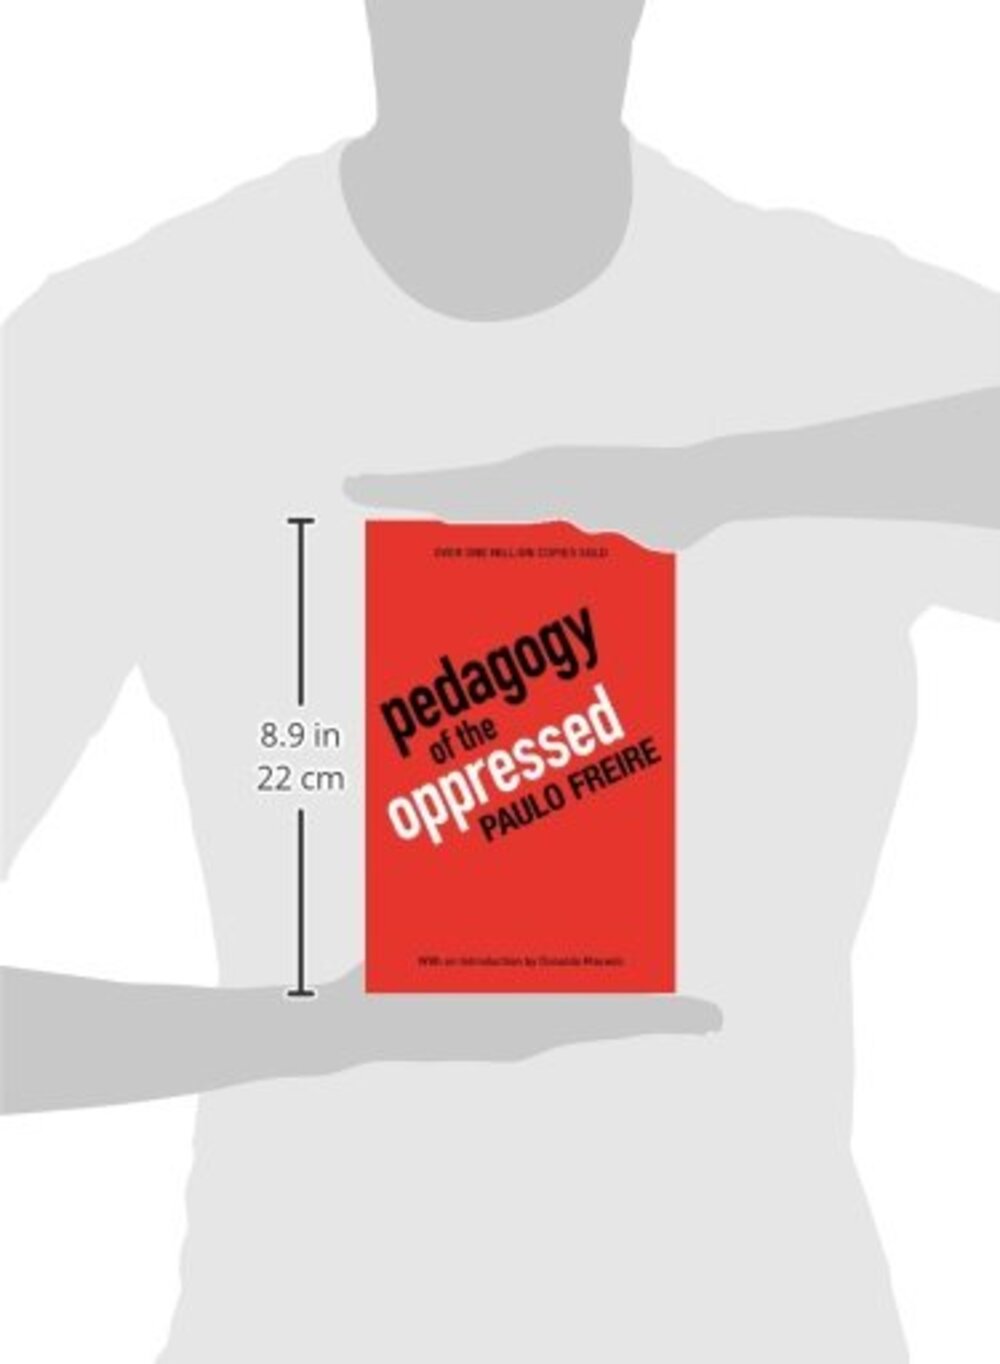 OVER ONE MILLION COPIES SOLD
pedagogy
of the
oppressed
PAULO FREIRE
8.9 in
22 cm
With an Introduction by Donaldo Macedo